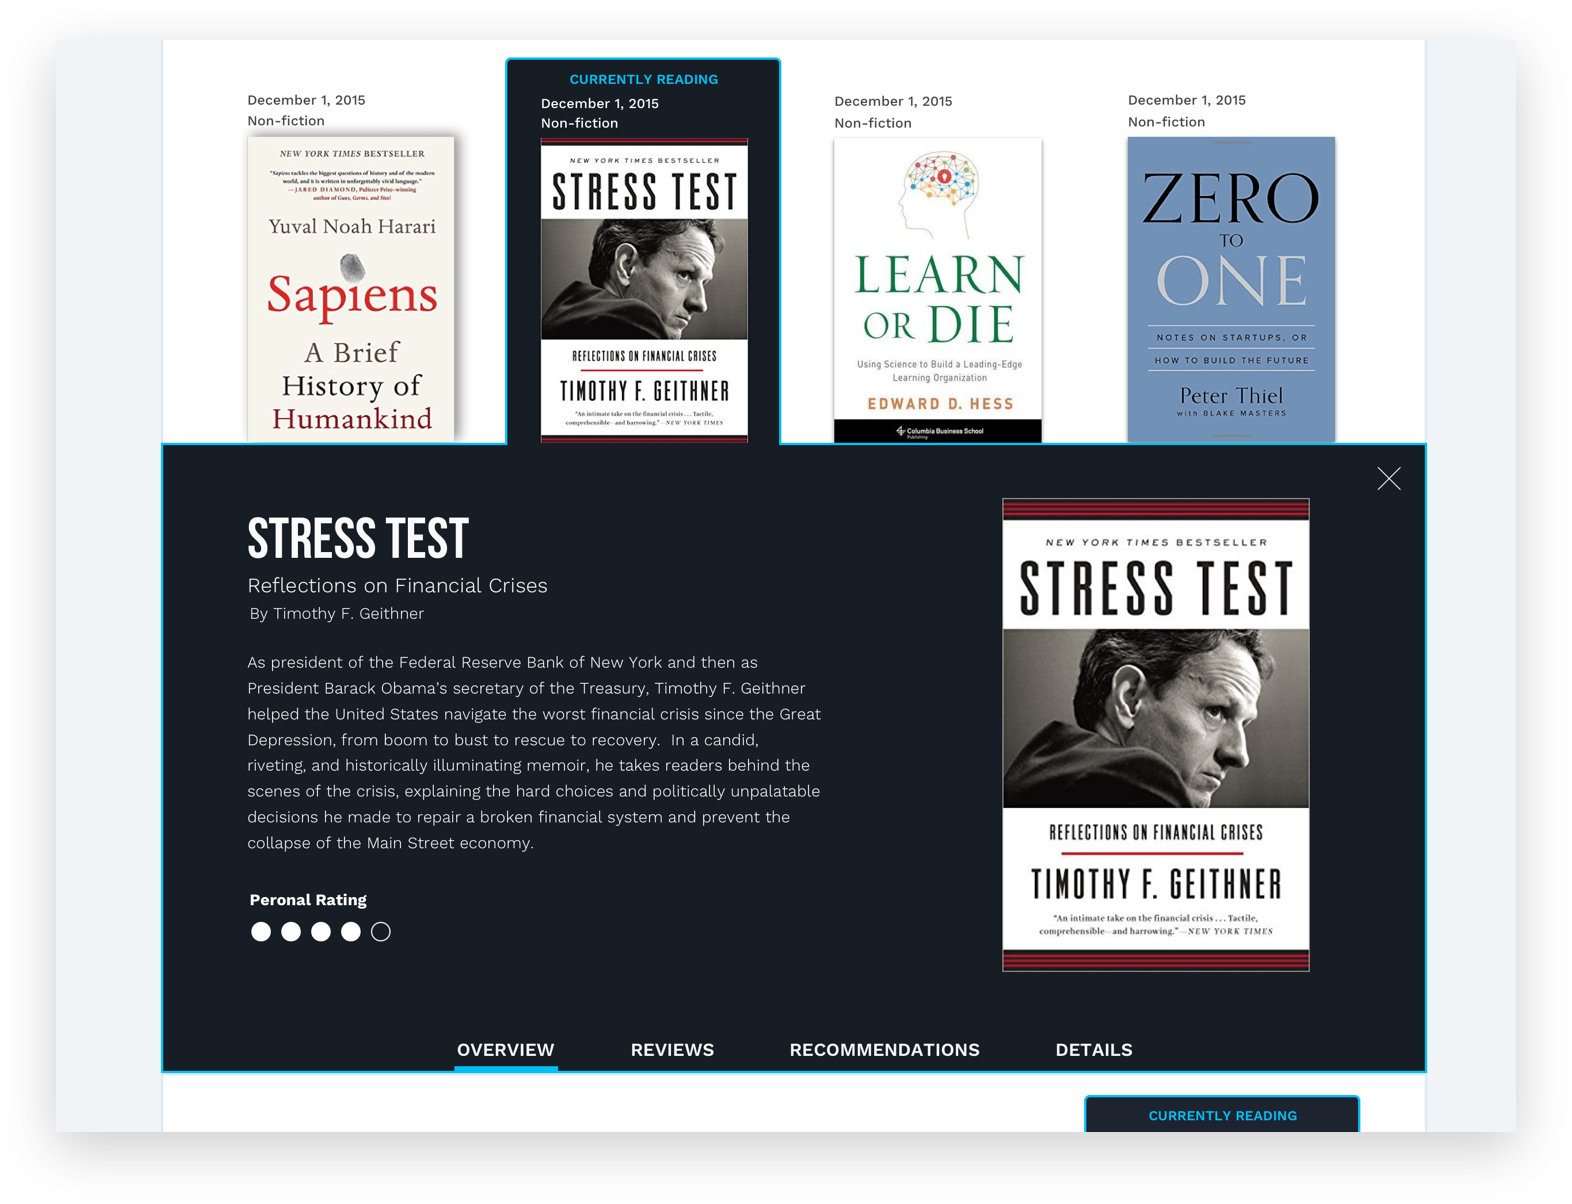 December 1, 2015
Non-fiction
NEW YORK TIMES BESTSELLER
"Sapiens tackles the biggest questions of history and of the modern
world, and it is written in unforgettably vivid language."
—JARED DIAMOND, Pulitzer Prize–winning
author of Guns, Germs, and Steel
Yuval Noah Harari
Sapiens
A Brief
History of
Humankind
CURRENTLY READING
December 1, 2015
Non-fiction
NEW YORK TIMES BESTSELLER
STRESS TEST
REFLECTIONS ON FINANCIAL CRISES
TIMOTHY F. GEITHNER
"An intimate take on the financial crisis . . . Tactile,
comprehensible—and harrowing."—NEW YORK TIMES
December 1, 2015
Non-fiction
LEARN
OR DIE
Using Science to Build a Leading-Edge
Learning Organization
EDWARD D. HESS
Columbia Business School
Publishing
December 1, 2015
Non-fiction
ZERO
TO
ONE
NOTES ON STARTUPS, OR
HOW TO BUILD THE FUTURE
Peter Thiel
with BLAKE MASTERS
STRESS TEST
Reflections on Financial Crises
By Timothy F. Geithner
As president of the Federal Reserve Bank of New York and then as
President Barack Obama's secretary of the Treasury, Timothy F. Geithner
helped the United States navigate the worst financial crisis since the Great
Depression, from boom to bust to rescue to recovery.  In a candid,
riveting, and historically illuminating memoir, he takes readers behind the
scenes of the crisis, explaining the hard choices and politically unpalatable
decisions he made to repair a broken financial system and prevent the
collapse of the Main Street economy.
Peronal Rating
NEW YORK TIMES BESTSELLER
STRESS TEST
REFLECTIONS ON FINANCIAL CRISES
TIMOTHY F. GEITHNER
"An intimate take on the financial crisis . . . Tactile,
comprehensible—and harrowing."—NEW YORK TIMES
OVERVIEW
REVIEWS
RECOMMENDATIONS
DETAILS
CURRENTLY READING